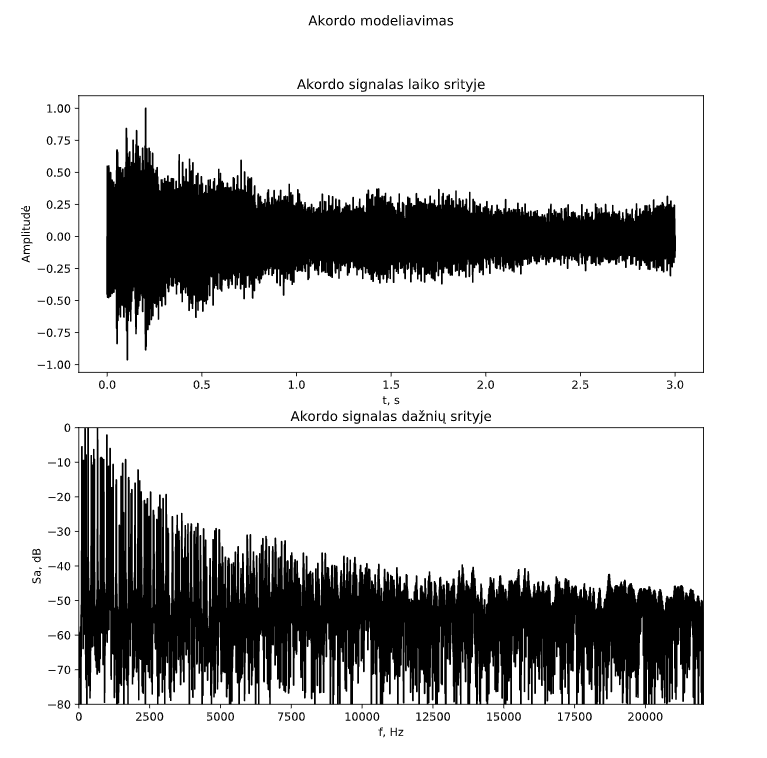 Akordo modeliavimas
Akordo signalas laiko srityje
1.00
0.75
0.50
0.25
0.00
−0.25
−0.50
−0.75
−1.00
Amplitudė
0.0 0.5 1.0 1.5 2.0 2.5 3.0
t, s
Akordo signalas dažnių srityje
0
−10
−20
−30
−40
−50
−60
−70
−80
Sa, dB
0 2500 5000 7500 10000 12500 15000 17500 20000
f, Hz